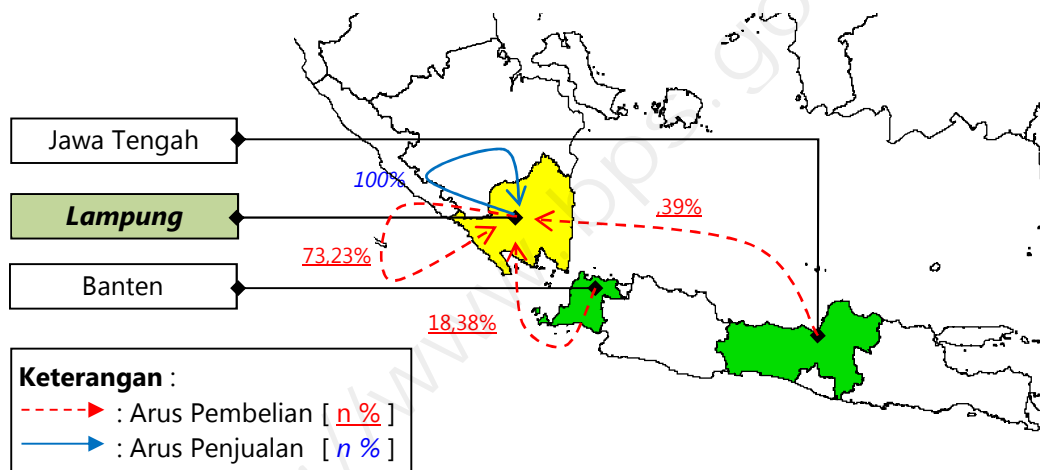 Jawa Tengah
100%
Lampung
,39%
73,23%
Banten
18,38%
Keterangan :
: Arus Pembelian [ n % ]
: Arus Penjualan [ n % ]